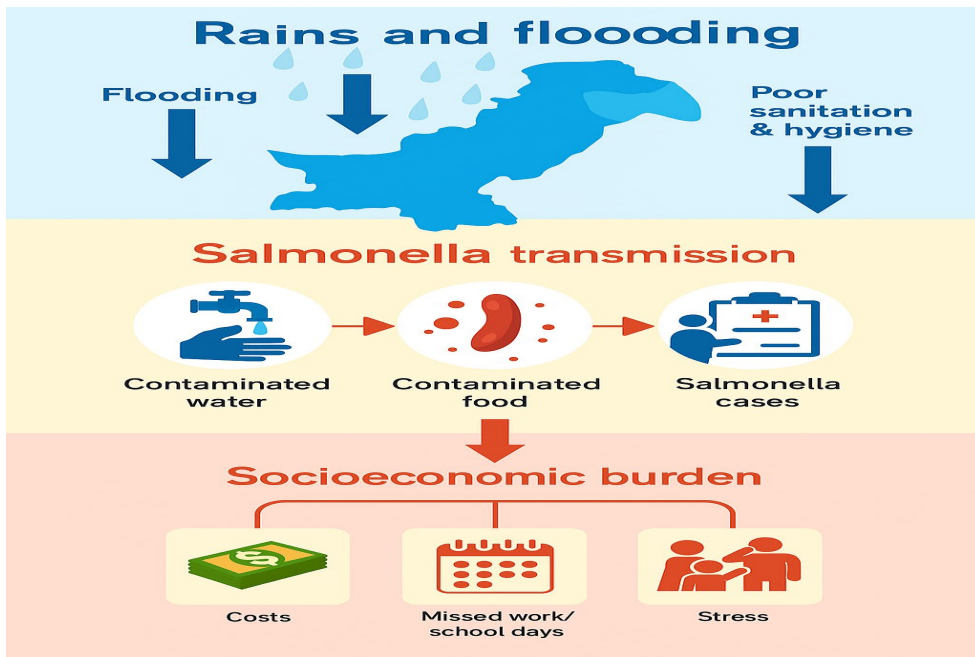 Rains and floooding
Flooding
Poor
sanitation
& hygiene
Salmonella transmission
Contaminated
water
Contaminated
food
Salmonella
cases
Socioeconomic burden
$
Costs
Missed work/
school days
Stress